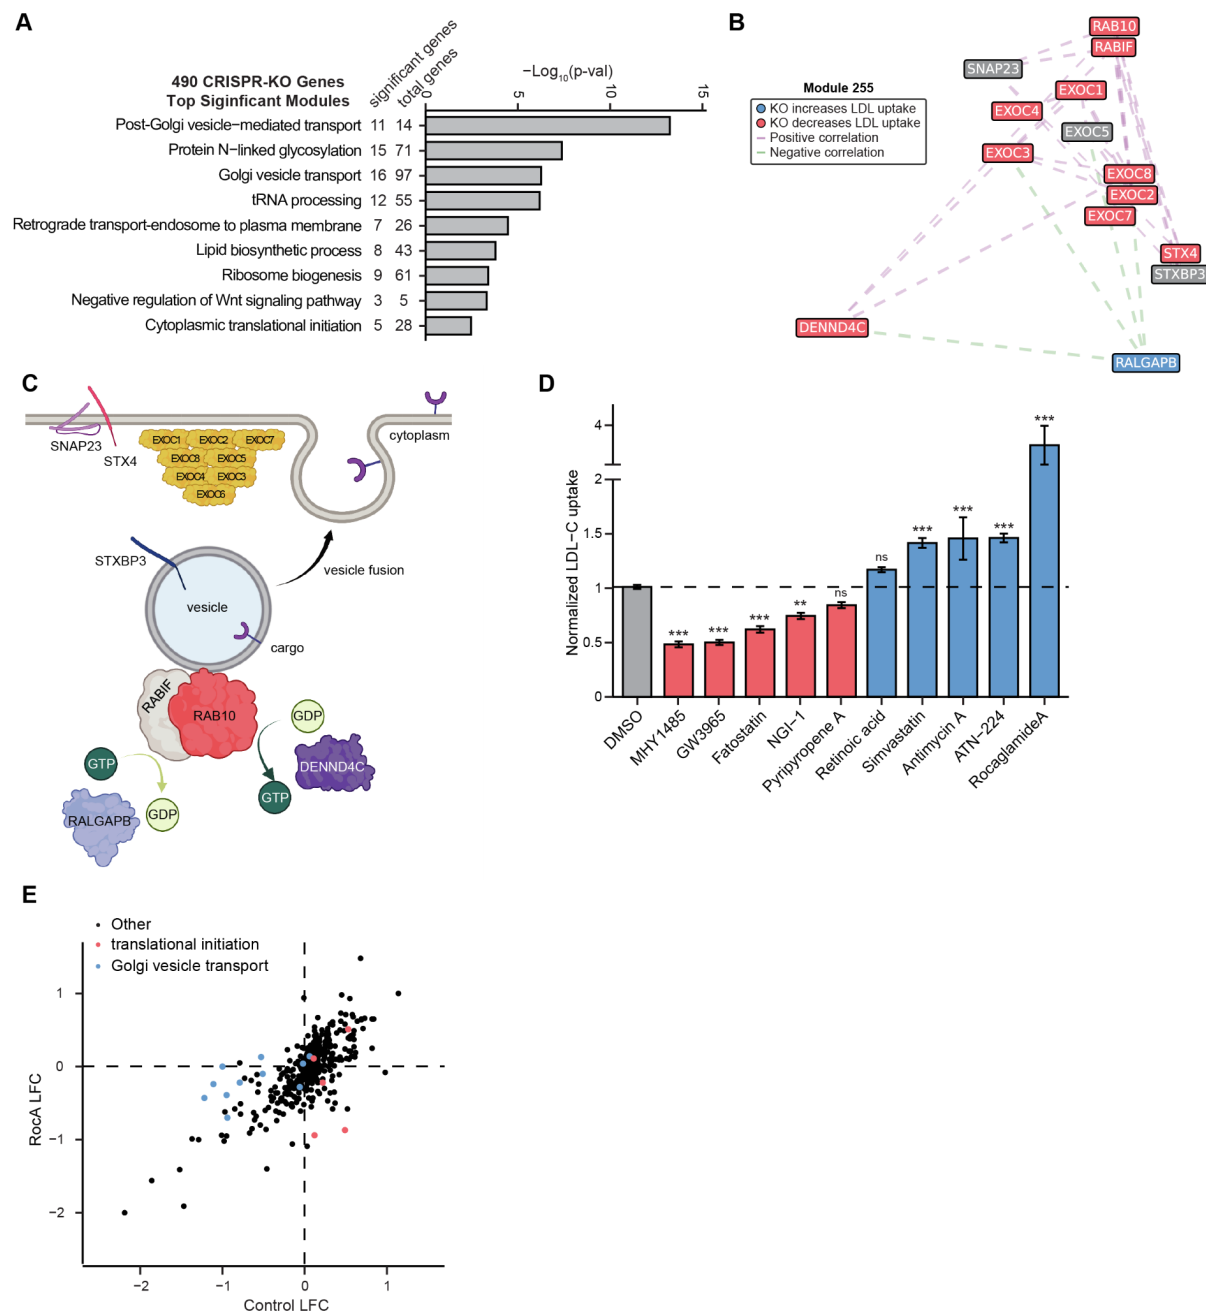 A
490 CRISPR-KO Genes
Top Siginficant Modules
significant genes
total genes
−Log10(p-val)
0 5 10 15
Post-Golgi vesicle−mediated transport 11 14
Protein N−linked glycosylation 15 71
Golgi vesicle transport 16 97
tRNA processing 12 55
Retrograde transport-endosome to plasma membrane 7 26
Lipid biosynthetic process 8 43
Ribosome biogenesis 9 61
Negative regulation of Wnt signaling pathway 3 5
Cytoplasmic translational initiation 5 28
B
Module 255
KO increases LDL uptake
KO decreases LDL uptake
Positive correlation
Negative correlation
RAB10
RABIF
SNAP23
EXOC1
EXOC4
EXOC5
EXOC3
EXOC8
EXOC2
EXOC7
STX4
STXBP3
DENND4C
RALGAPB
C
SNAP23
STX4
EXOC1 EXOC2 EXOC7
EXOC8 EXOC5
EXOC4 EXOC3
EXOC6
cytoplasm
STXBP3
vesicle
vesicle fusion
cargo
RABIF
RAB10
GDP
DENND4C
GTP
GTP
GDP
RALGAPB
D
Normalized LDL−C uptake
4
2
1.5
1
0.5
0
*** *** *** ** ns ns *** *** *** ***
DMSO
MHY1485
GW3965
Fatostatin
NGI−1
Pyripyropene A
Retinoic acid
Simvastatin
Antimycin A
ATN−224
RocaglamideA
E
Other
translational initiation
Golgi vesicle transport
RocA LFC
1
0
−1
−2
−2 −1 0 1
Control LFC